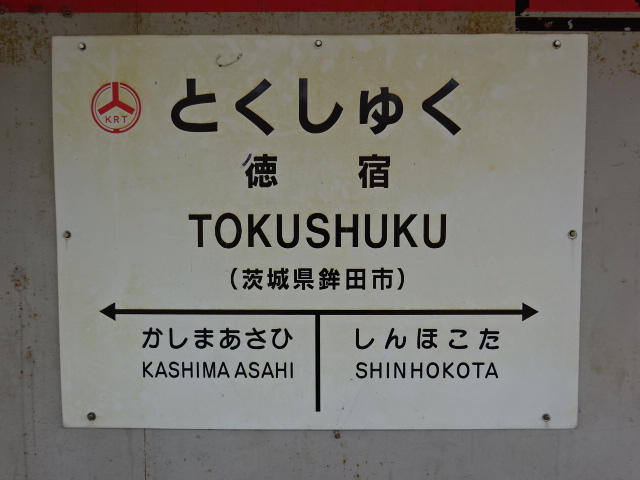 KRT
とくしゅく
徳宿
TOKUSHUKU
(茨城県鉾田市)
かしまあさひ
KASHIMA ASAHI
しんほこた
SHINHOKOTA